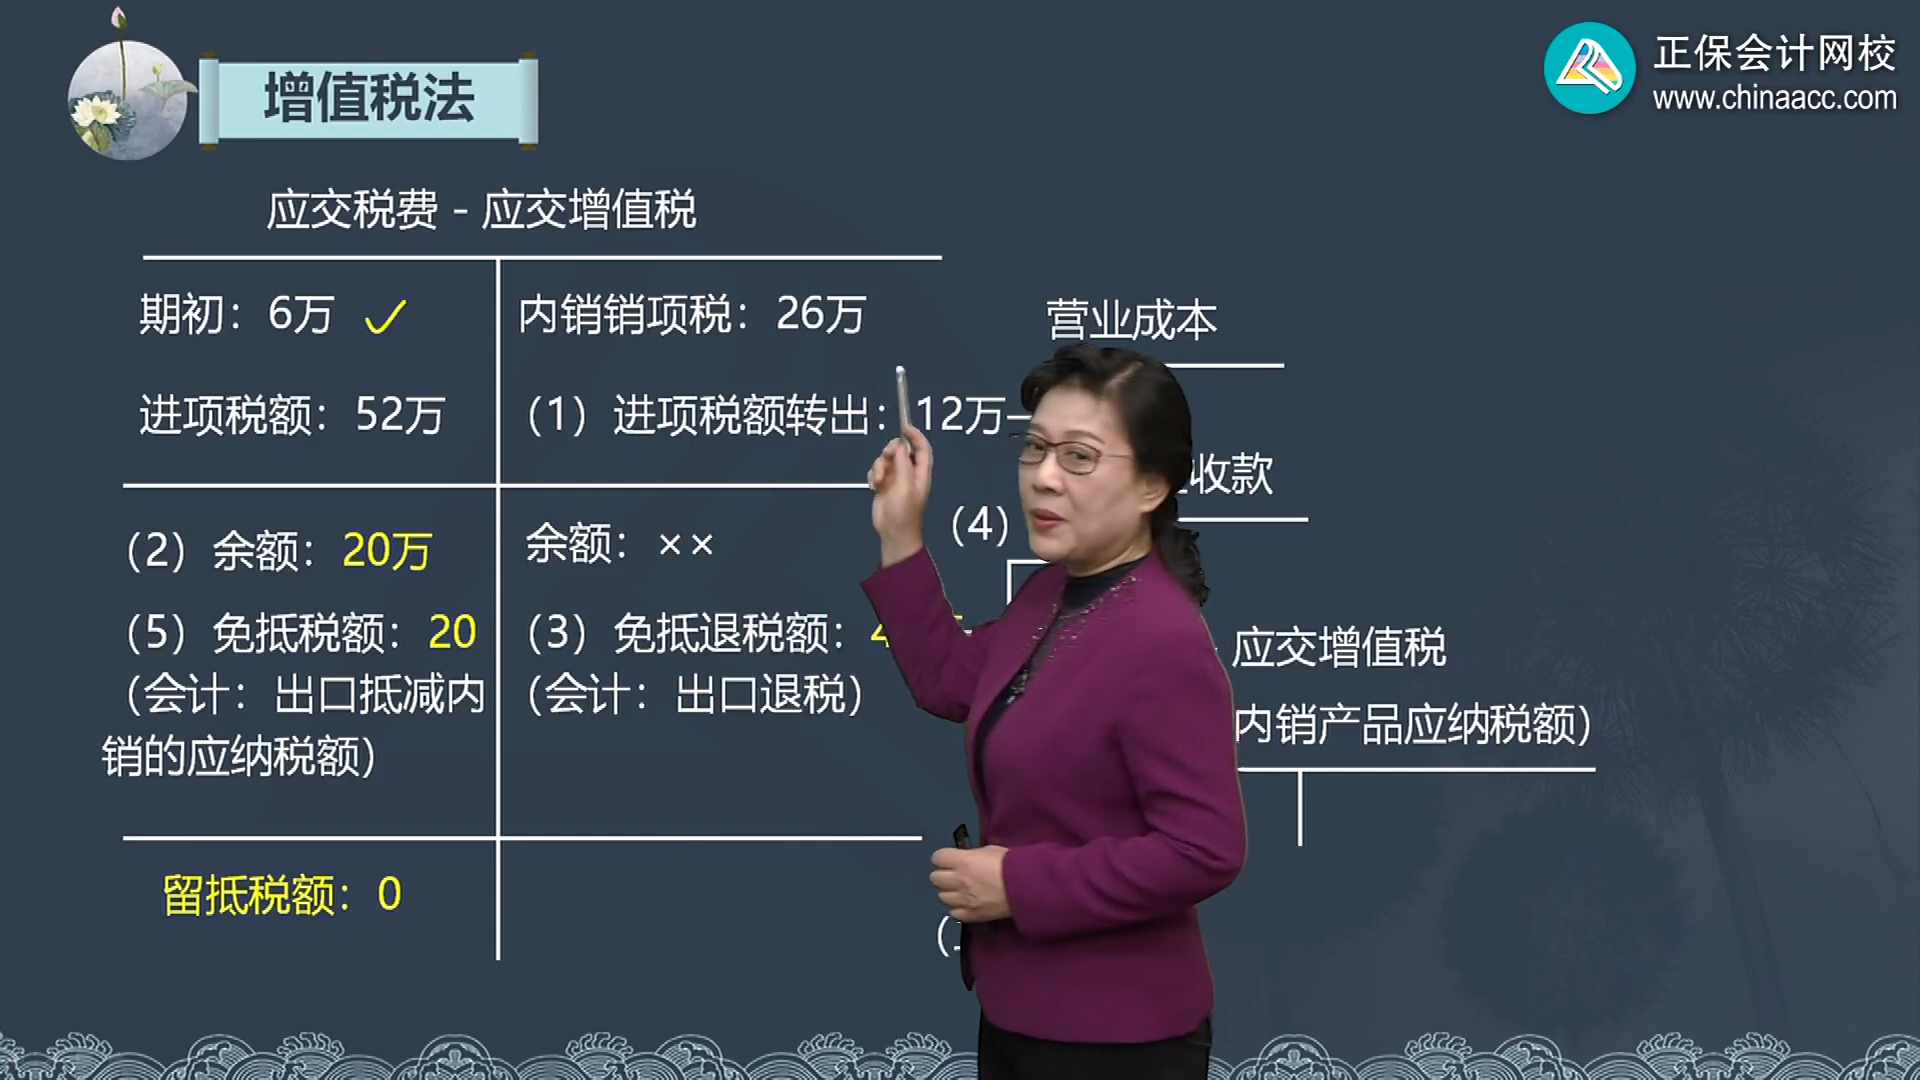 正保会计网校
www.chinaacc.com
增值税法
应交税费 - 应交增值税
期初：6万
内销销项税：26万
营业成本
进项税额：52万
（1）进项税额转出：12万
收款
（2）余额：20万
余额：××
（4）
（5）免抵税额：20
（3）免抵退税额：4
应交增值税
（会计：出口抵减内
（会计：出口退税）
内销产品应纳税额）
销的应纳税额）
留抵税额：0